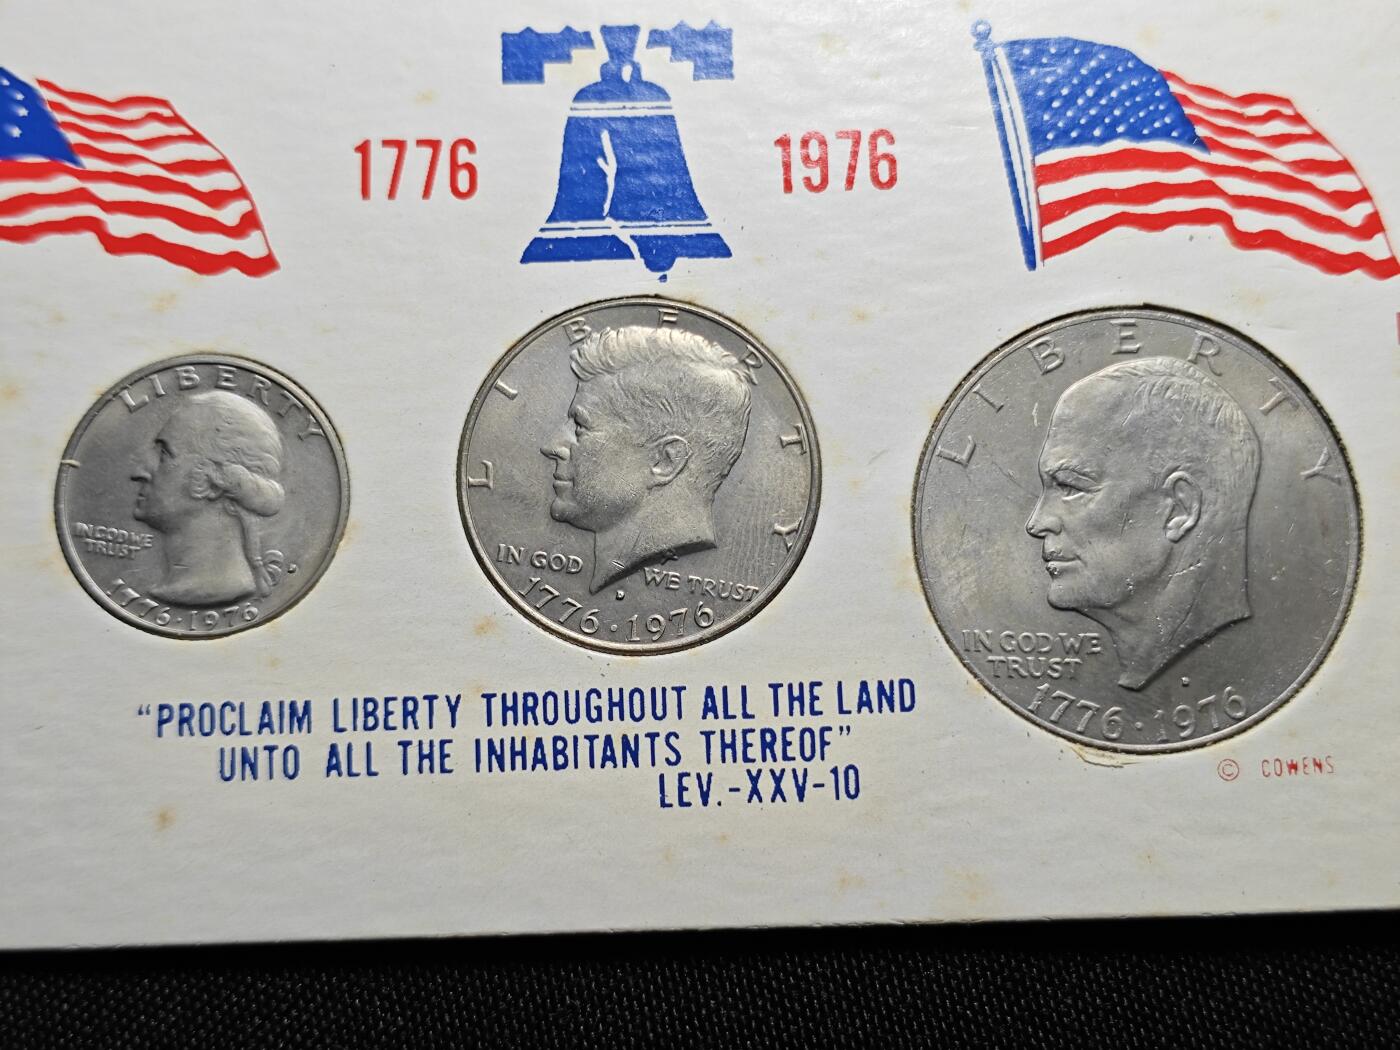 1776
1976
LIBERTY
IN GOD WE
TRUST
D
1776·1976
LIBERTY
IN GOD
WE TRUST
D
1776·1976
LIBERTY
IN GOD WE
TRUST
D
1776·1976
"PROCLAIM LIBERTY THROUGHOUT ALL THE LAND
UNTO ALL THE INHABITANTS THEREOF"
LEV.-XXV-10
© COWENS